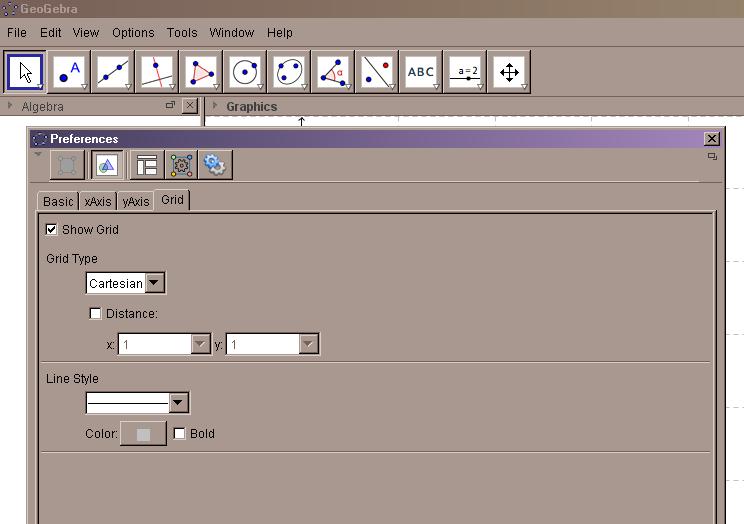 GeoGebra
File Edit View Options Tools Window Help
A α ABC a=2
Algebra Graphics
Preferences
Basic xAxis yAxis Grid
Show Grid
Grid Type
Cartesian
Distance:
x: 1 y: 1
Line Style
Color: Bold